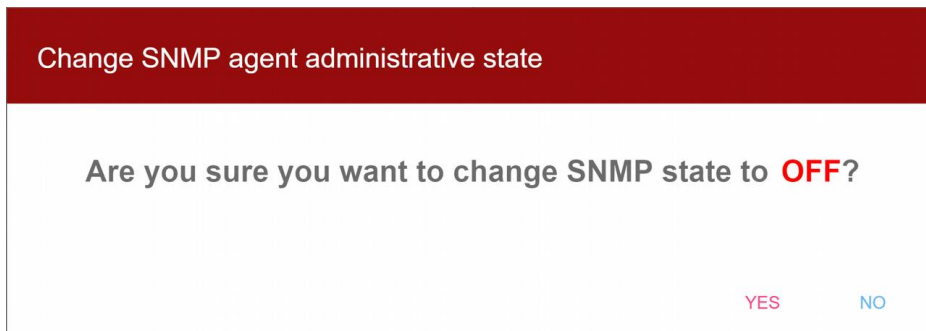 Change SNMP agent administrative state
Are you sure you want to change SNMP state to OFF?
YES NO